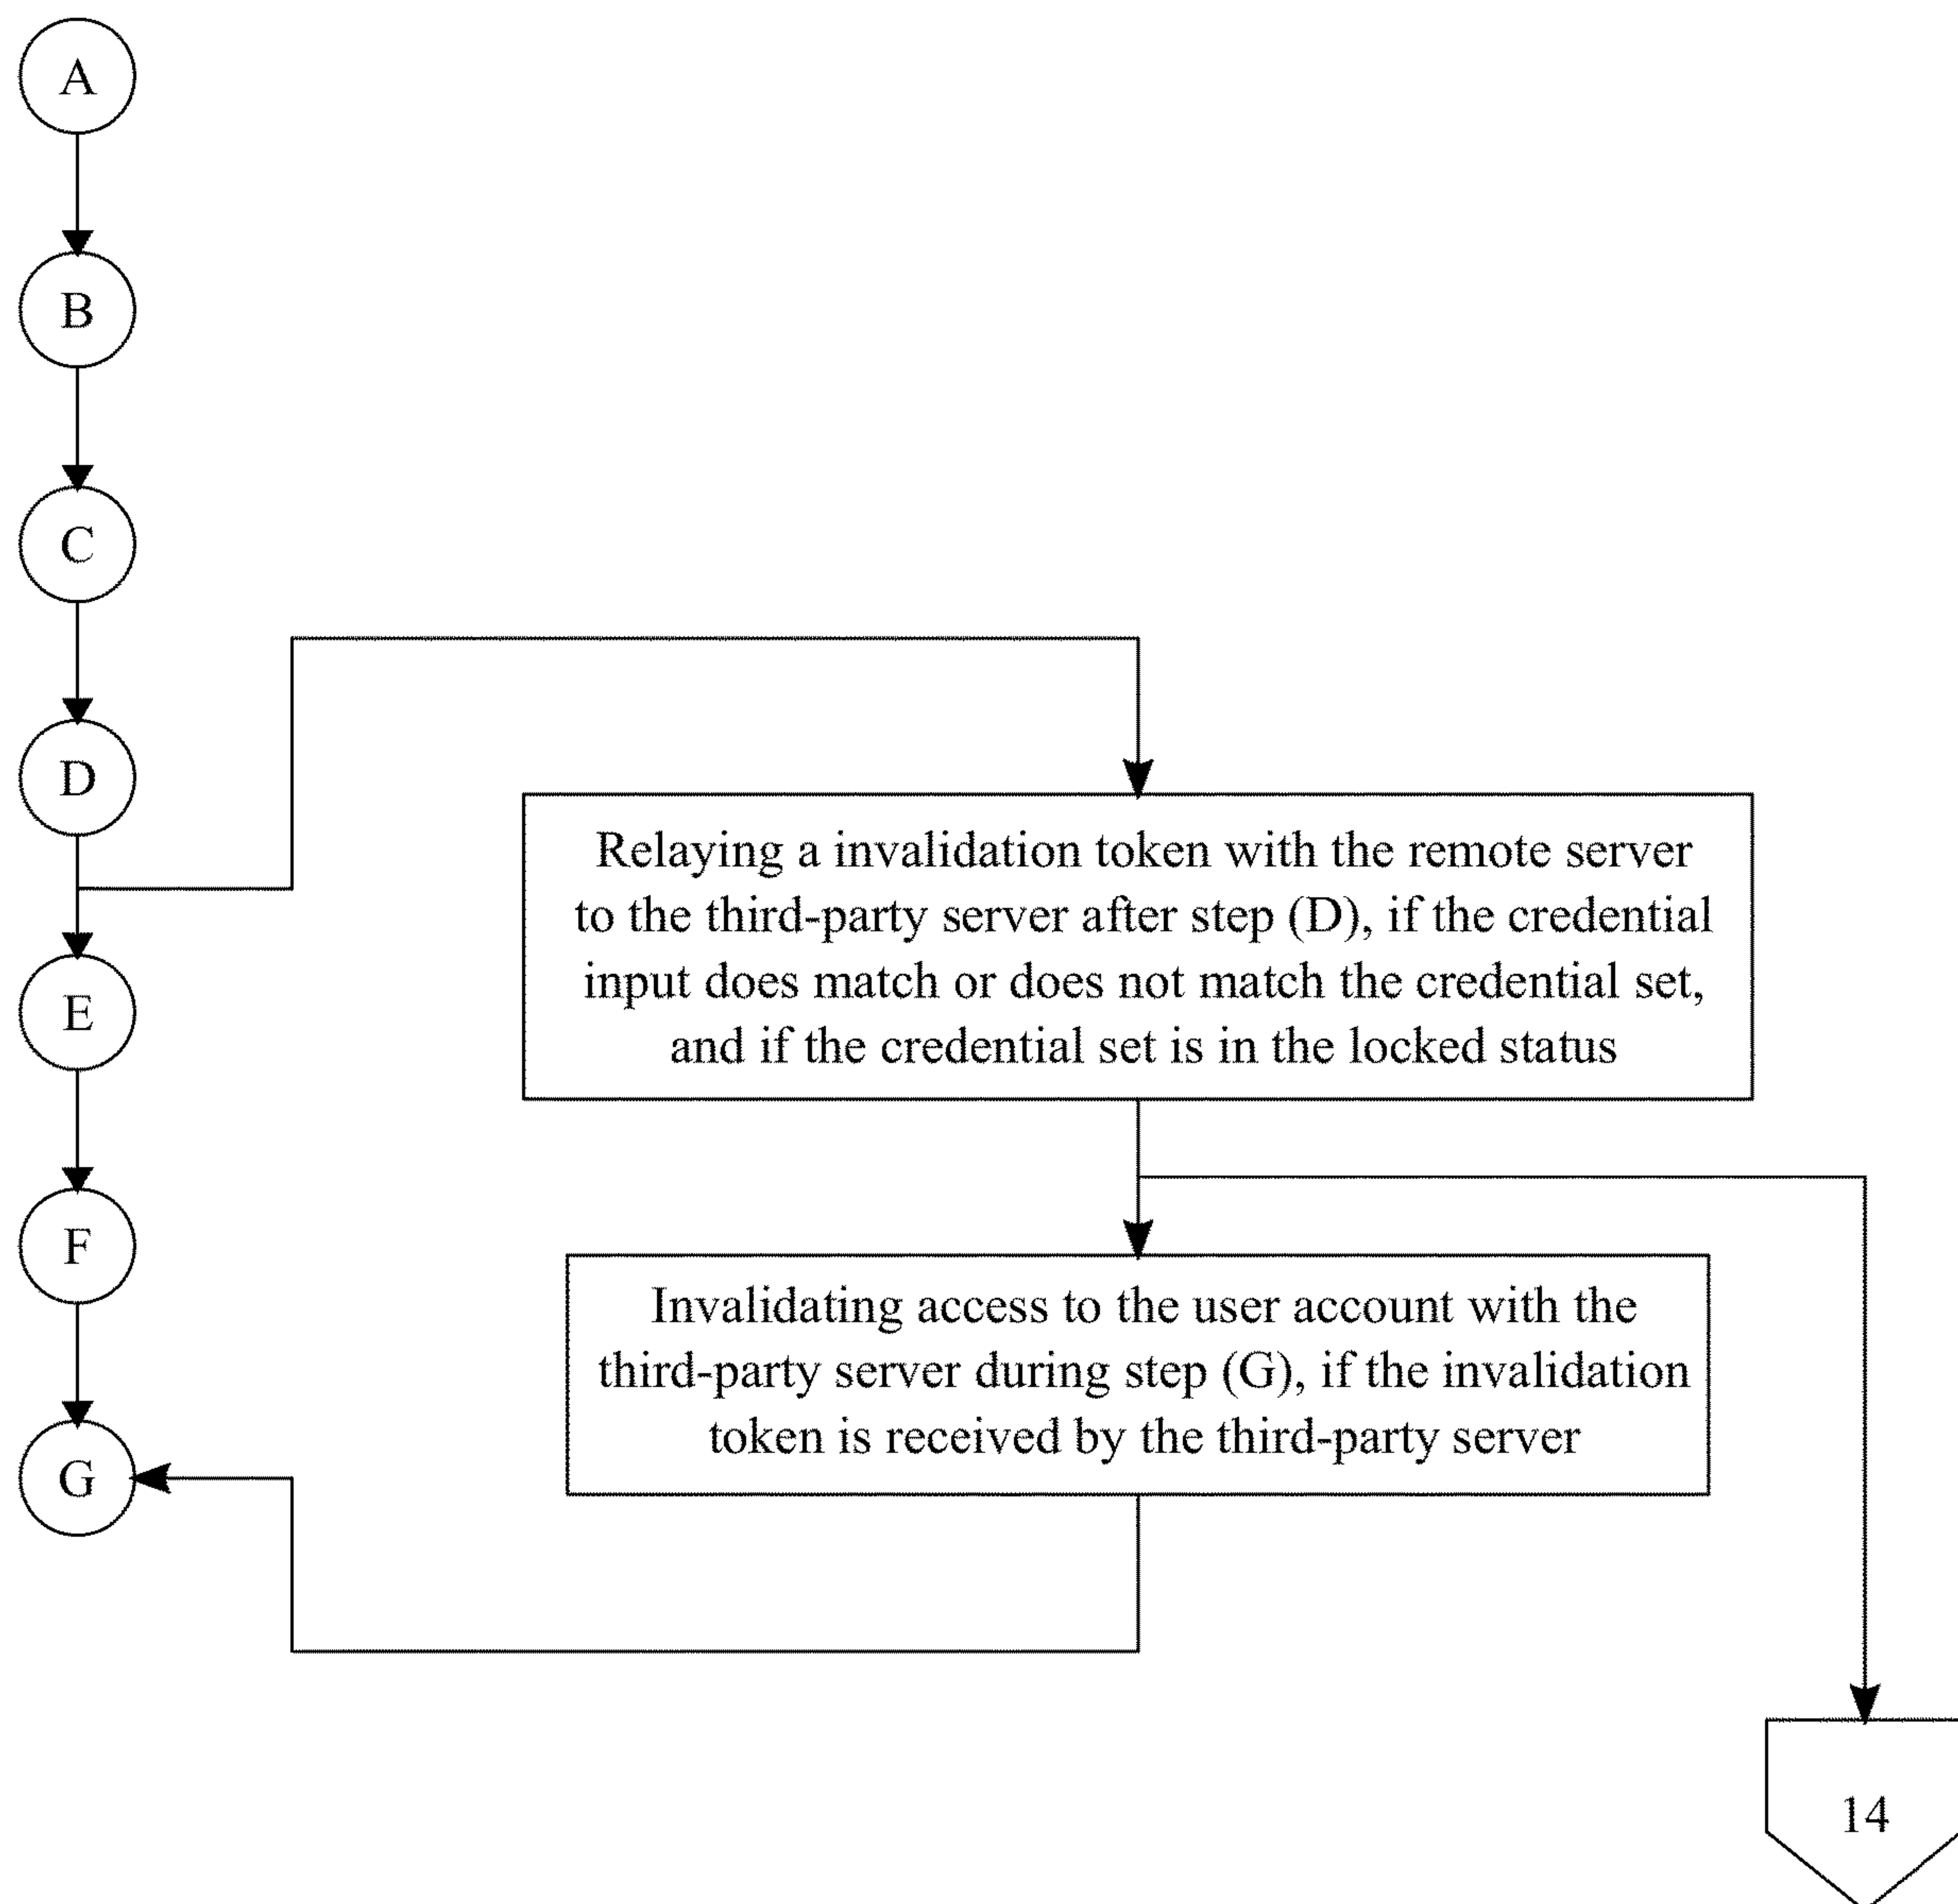 A
B
C
D
E
F
G
Relaying a invalidation token with the remote server
to the third-party server after step (D), if the credential
input does match or does not match the credential set,
and if the credential set is in the locked status
Invalidating access to the user account with the
third-party server during step (G), if the invalidation
token is received by the third-party server
14